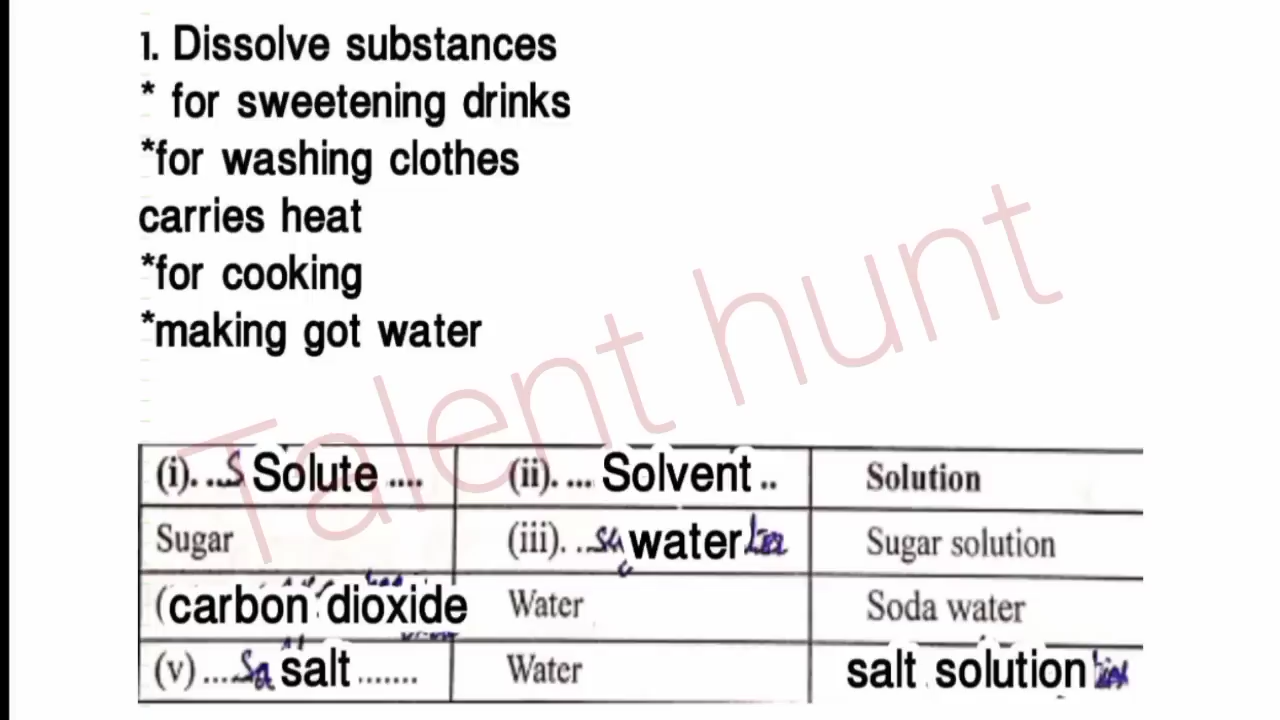 1. Dissolve substances
* for sweetening drinks
*for washing clothes
carries heat
*for cooking
*making got water
Talent hunt
(i). ..S Solute .... (ii). ... Solvent .. Solution
Sugar (iii). .. water Sugar solution
(carbon dioxide Water Soda water
(v) .... salt ....... Water salt solution